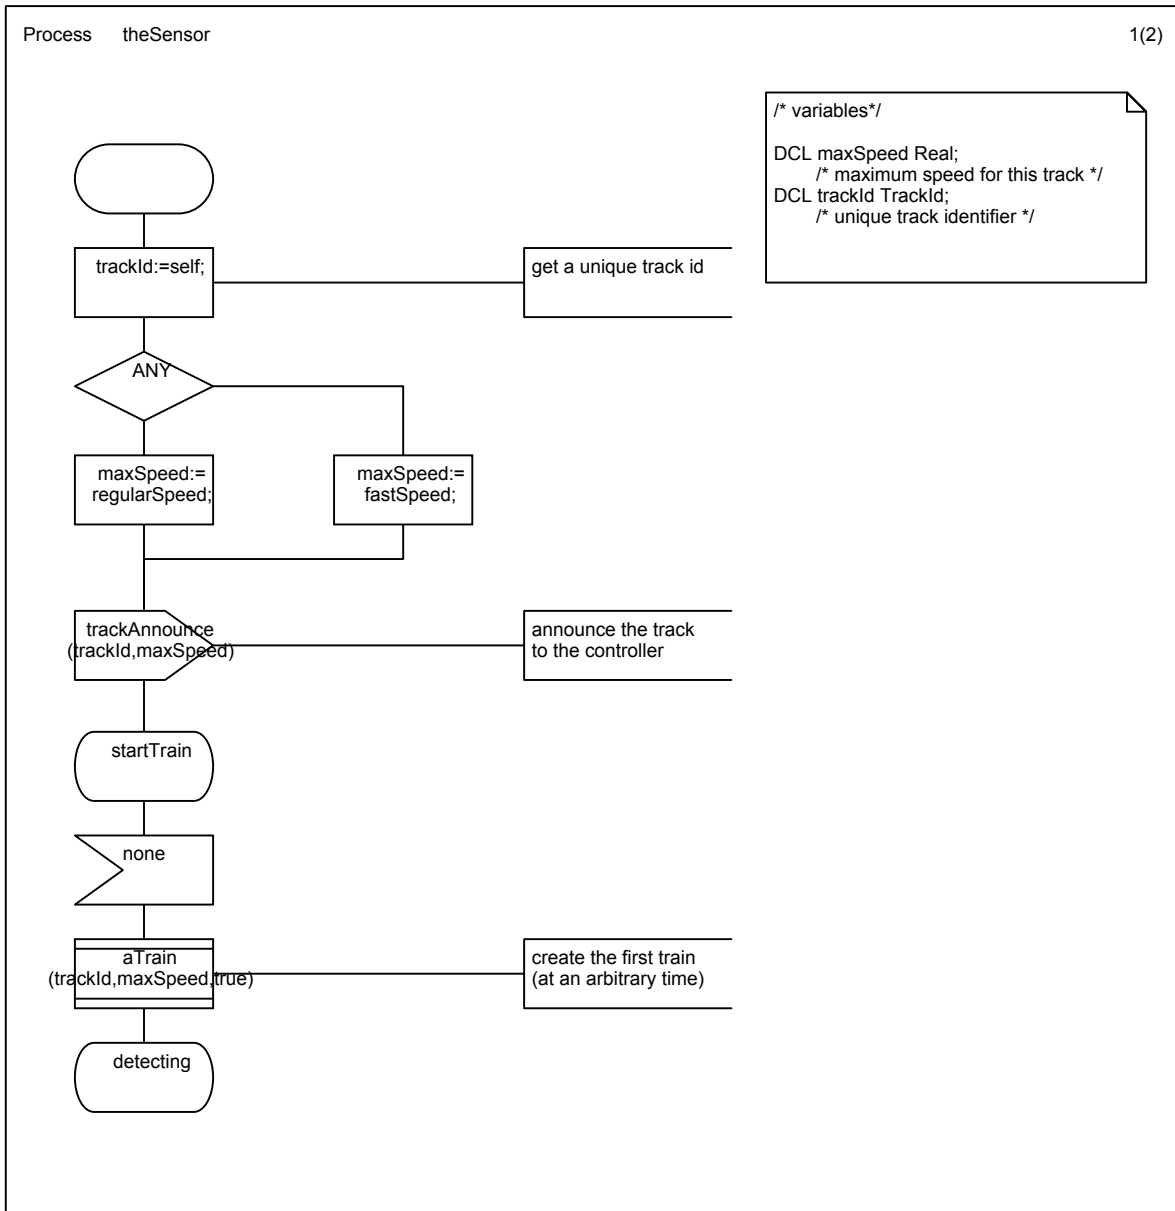 Process theSensor 1(2)
/* variables*/
DCL maxSpeed Real;
/* maximum speed for this track */
DCL trackId TrackId;
/* unique track identifier */
trackId:=self;
get a unique track id
ANY
maxSpeed:=
regularSpeed;
maxSpeed:=
fastSpeed;
trackAnnounce
(trackId,maxSpeed)
announce the track
to the controller
startTrain
none
aTrain
(trackId,maxSpeed,true)
create the first train
(at an arbitrary time)
detecting